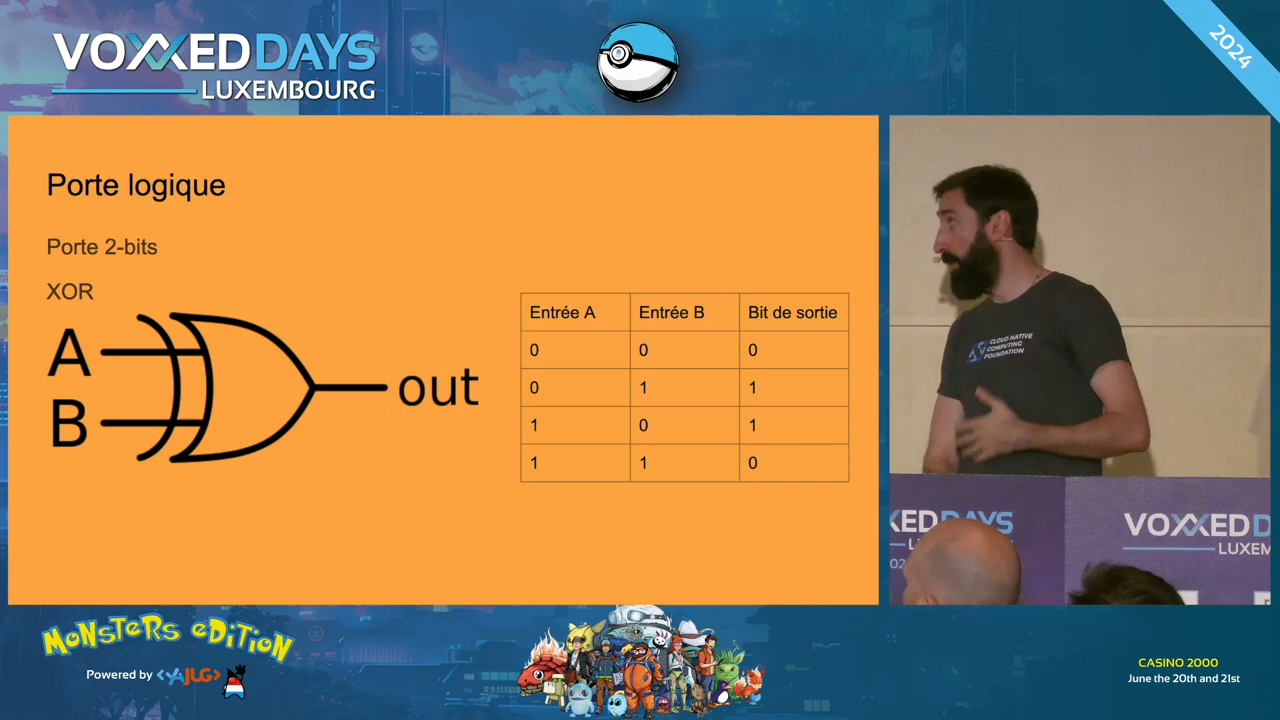 VOXXED DAYS
LUXEMBOURG
2024
Porte logique
Porte 2-bits
XOR
A
B
out
Entrée A Entrée B Bit de sortie
0 0 0
0 1 1
1 0 1
1 1 0
CLOUD NATIVE
COMPUTING
FOUNDATION
XED DAYS
VOXXED D
LUXEM
MONSTERS EDITION
Powered by <YAJUG>
CASINO 2000
June the 20th and 21st